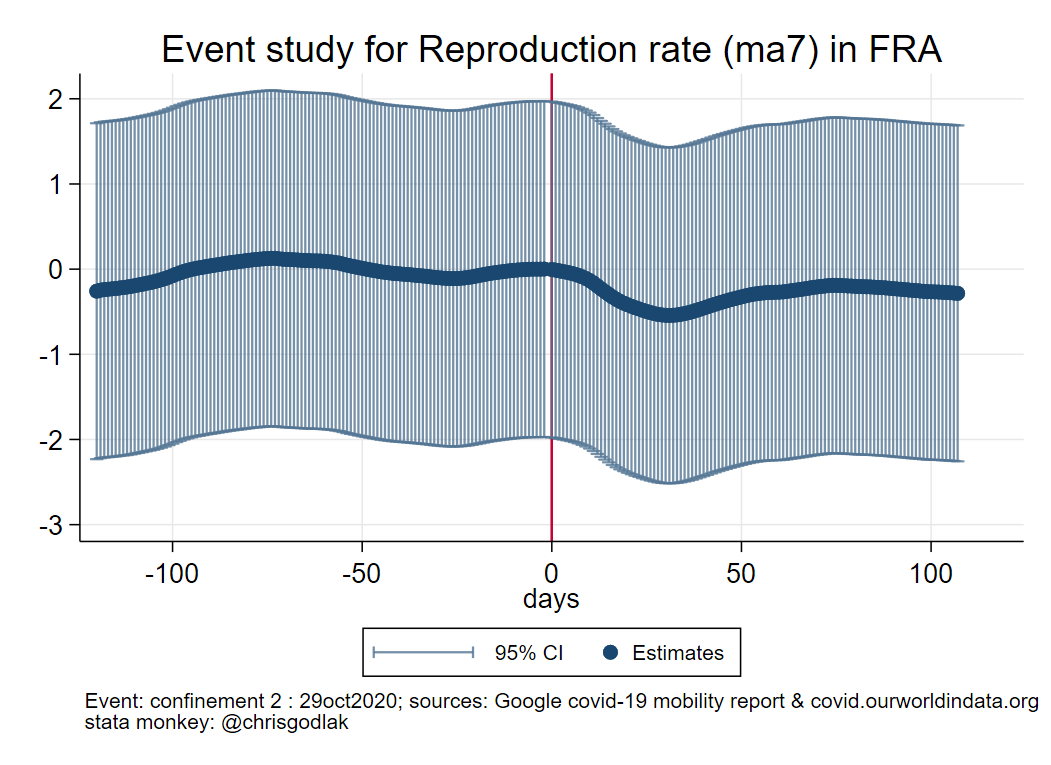 Event study for Reproduction rate (ma7) in FRA
2
1
0
-1
-2
-3
-100
-50
0
50
100
days
95% CI
Estimates
Event: confinement 2 : 29oct2020; sources: Google covid-19 mobility report & covid.ourworldindata.org
stata monkey: @chrisgodlak